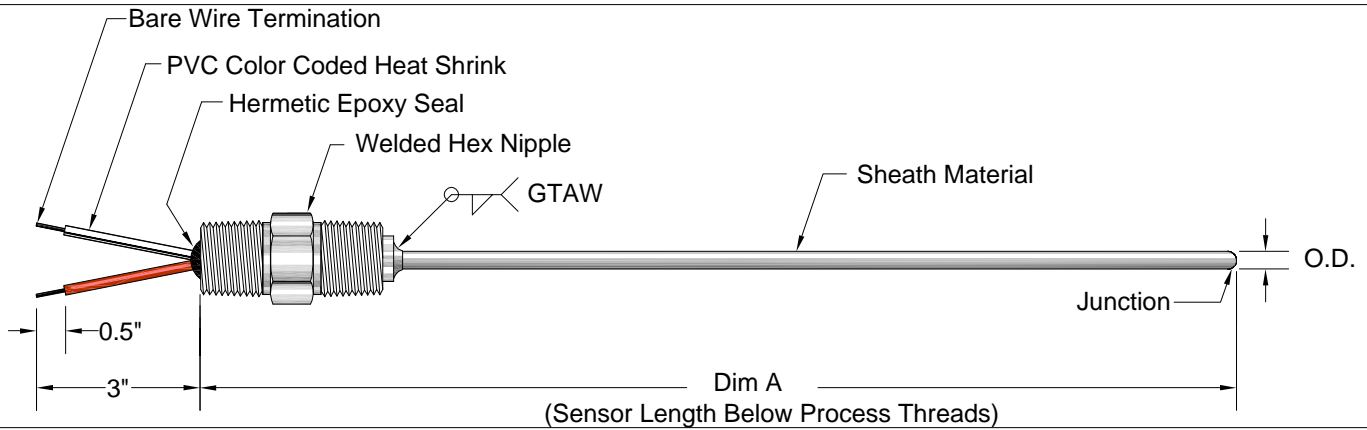 Bare Wire Termination
PVC Color Coded Heat Shrink
Hermetic Epoxy Seal
Welded Hex Nipple
GTAW
Sheath Material
O.D.
Junction
0.5"
3"
Dim A
(Sensor Length Below Process Threads)